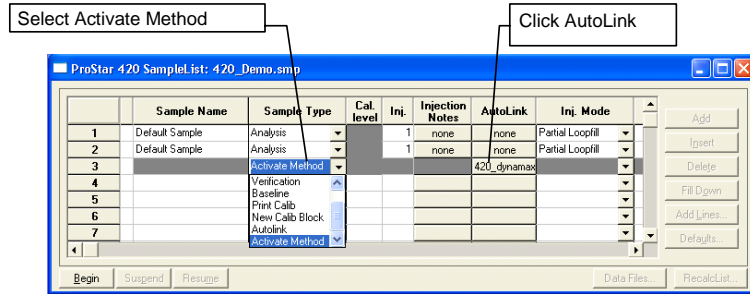 Select Activate Method
Click AutoLink
ProStar 420 SampleList: 420_Demo.smp
Sample Name Sample Type Cal. level Inj. Injection Notes AutoLink Inj. Mode
1 Default Sample Analysis 1 none none Partial Loopfill
2 Default Sample Analysis 1 none none Partial Loopfill
3 Activate Method 420_dynamax
4 Verification
Baseline
5 Print Calib
6 New Calib Block
Autolink
7 Activate Method
Add
Insert
Delete
Fill Down
Add Lines...
Defaults...
Begin Suspend Resume Data Files... RecalcList...